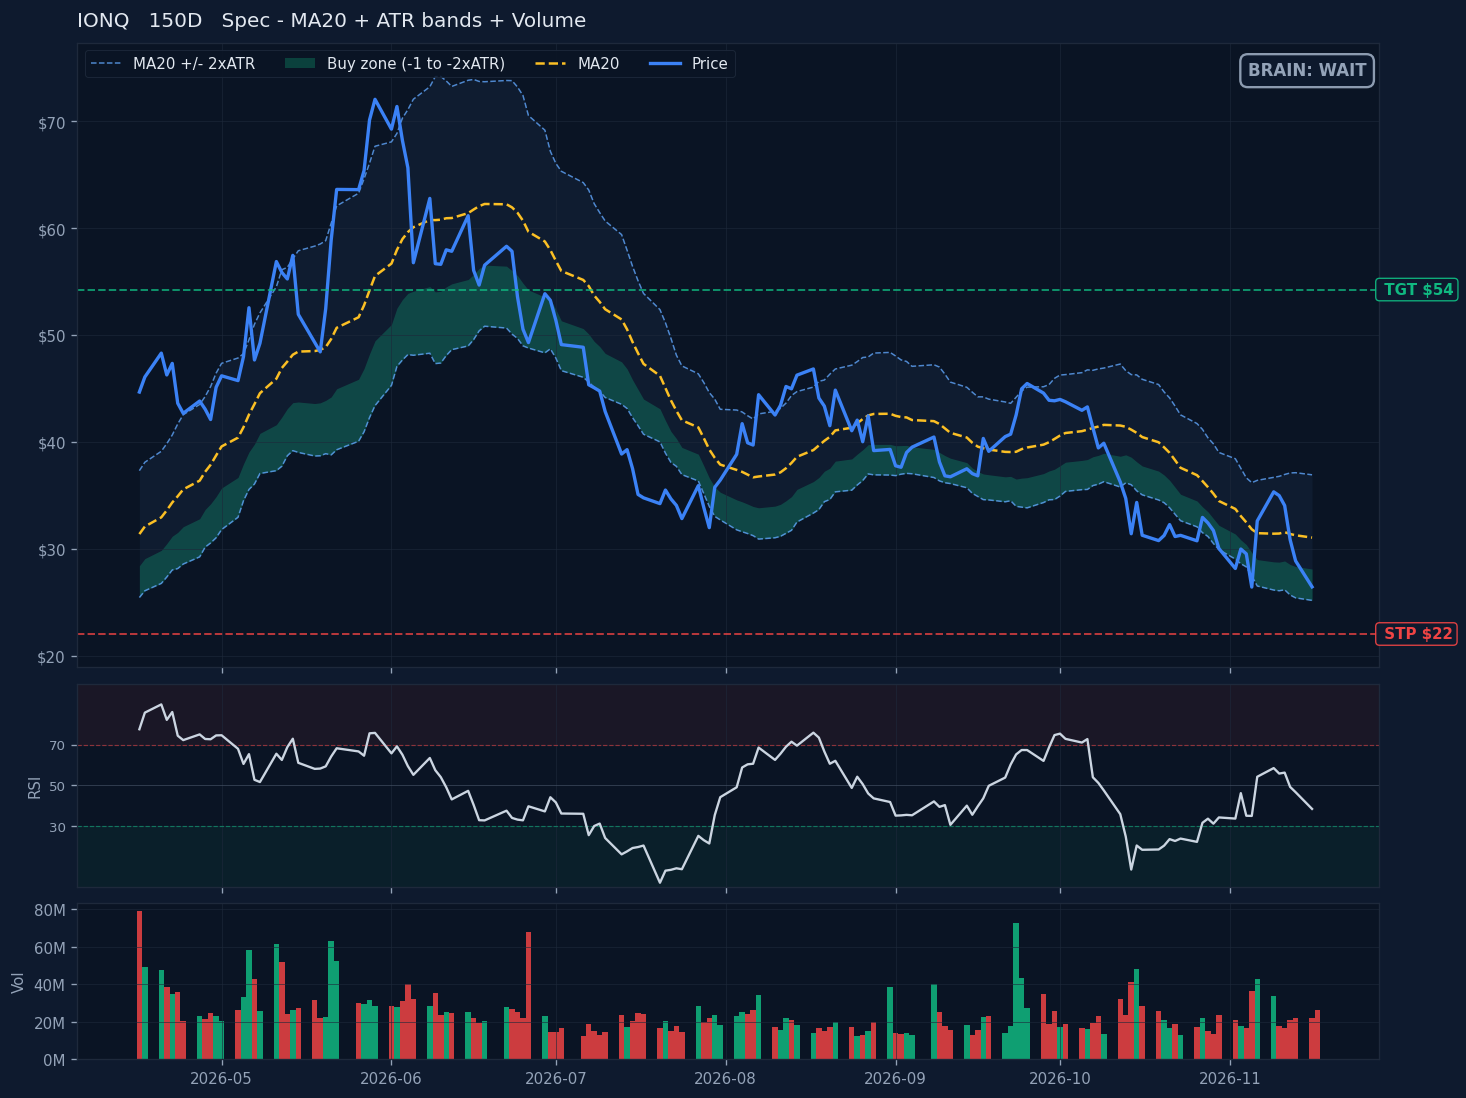 IONQ   150D   Spec - MA20 + ATR bands + Volume
MA20 +/- 2xATR   Buy zone (-1 to -2xATR)   MA20   Price
BRAIN: WAIT
$70
$60
TGT $54
$50
$40
$30
STP $22
$20
70
50
30
RSI
80M
60M
40M
20M
0M
Vol
2026-05   2026-06   2026-07   2026-08   2026-09   2026-10   2026-11